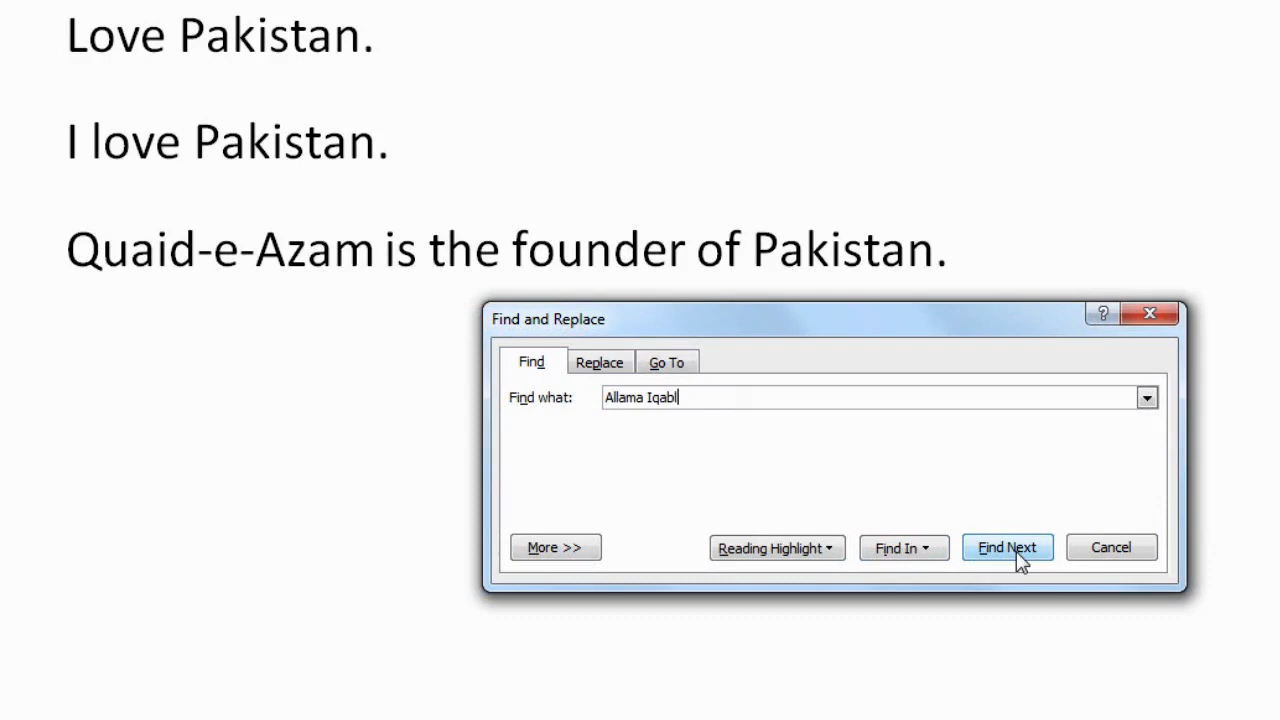 Love Pakistan.
I love Pakistan.
Quaid-e-Azam is the founder of Pakistan.
Find and Replace
?
Find Replace Go To
Find what: Allama Iqabl
More >> Reading Highlight Find In Find Next Cancel